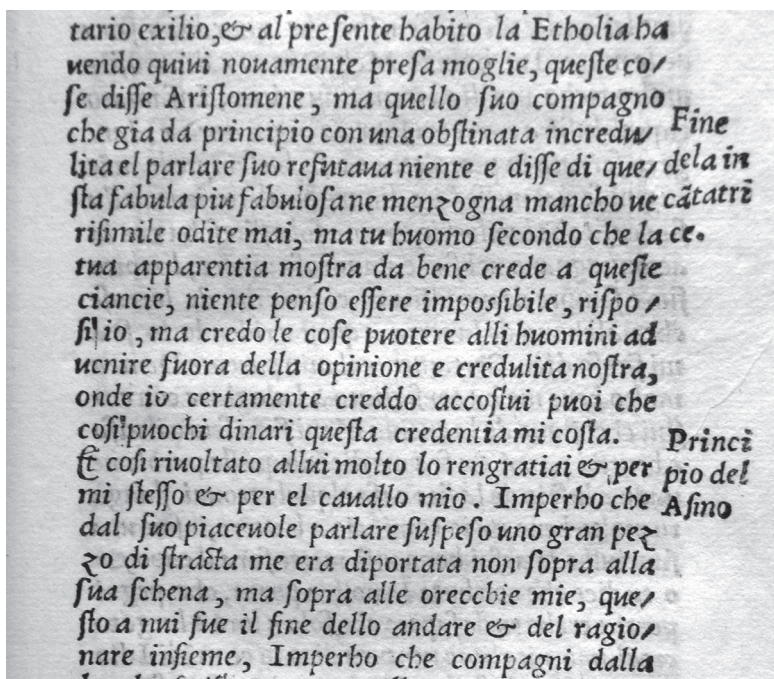 tario exilio, & al preſente habito la Etholia ha
uendo quiui nouamente preſa moglie, queſte co/
ſe diſſe Ariſtomene, ma quello ſuo compagno
che gia da principio con una obſtinata incredu/
lita el parlare ſuo refutaua niente e diſſe di que/
ſta fabula piu fabuloſa ne menzogna mancho ue
riſimile odite mai, ma tu huomo ſecondo che la
tua apparentia moſtra da bene crede a queſte
ciancie, niente penſo eſſere impoſſibile, riſpo/
ſi io, ma credo le coſe puotere alli huomini ad
uenire fuora della opinione e credulita noſtra,
onde io certamente creddo accoſtui puoi che
coſi puochi dinari queſta credentia mi coſta.
Et coſi riuoltato allui molto lo rengratiai & per
mi ſteſſo & per el cauallo mio. Imperho che
dal ſuo piaceuole parlare ſuſpeſo uno gran pez
zo di ſtracta me era diportata non ſopra alla
ſua ſchena, ma ſopra alle orecchie mie, que/
ſto a nui fue il fine dello andare & del ragio/
nare inſieme, Imperho che compagni dalla
Fine
dela in
cãtatri
ce.
Princi
pio del
Aſino